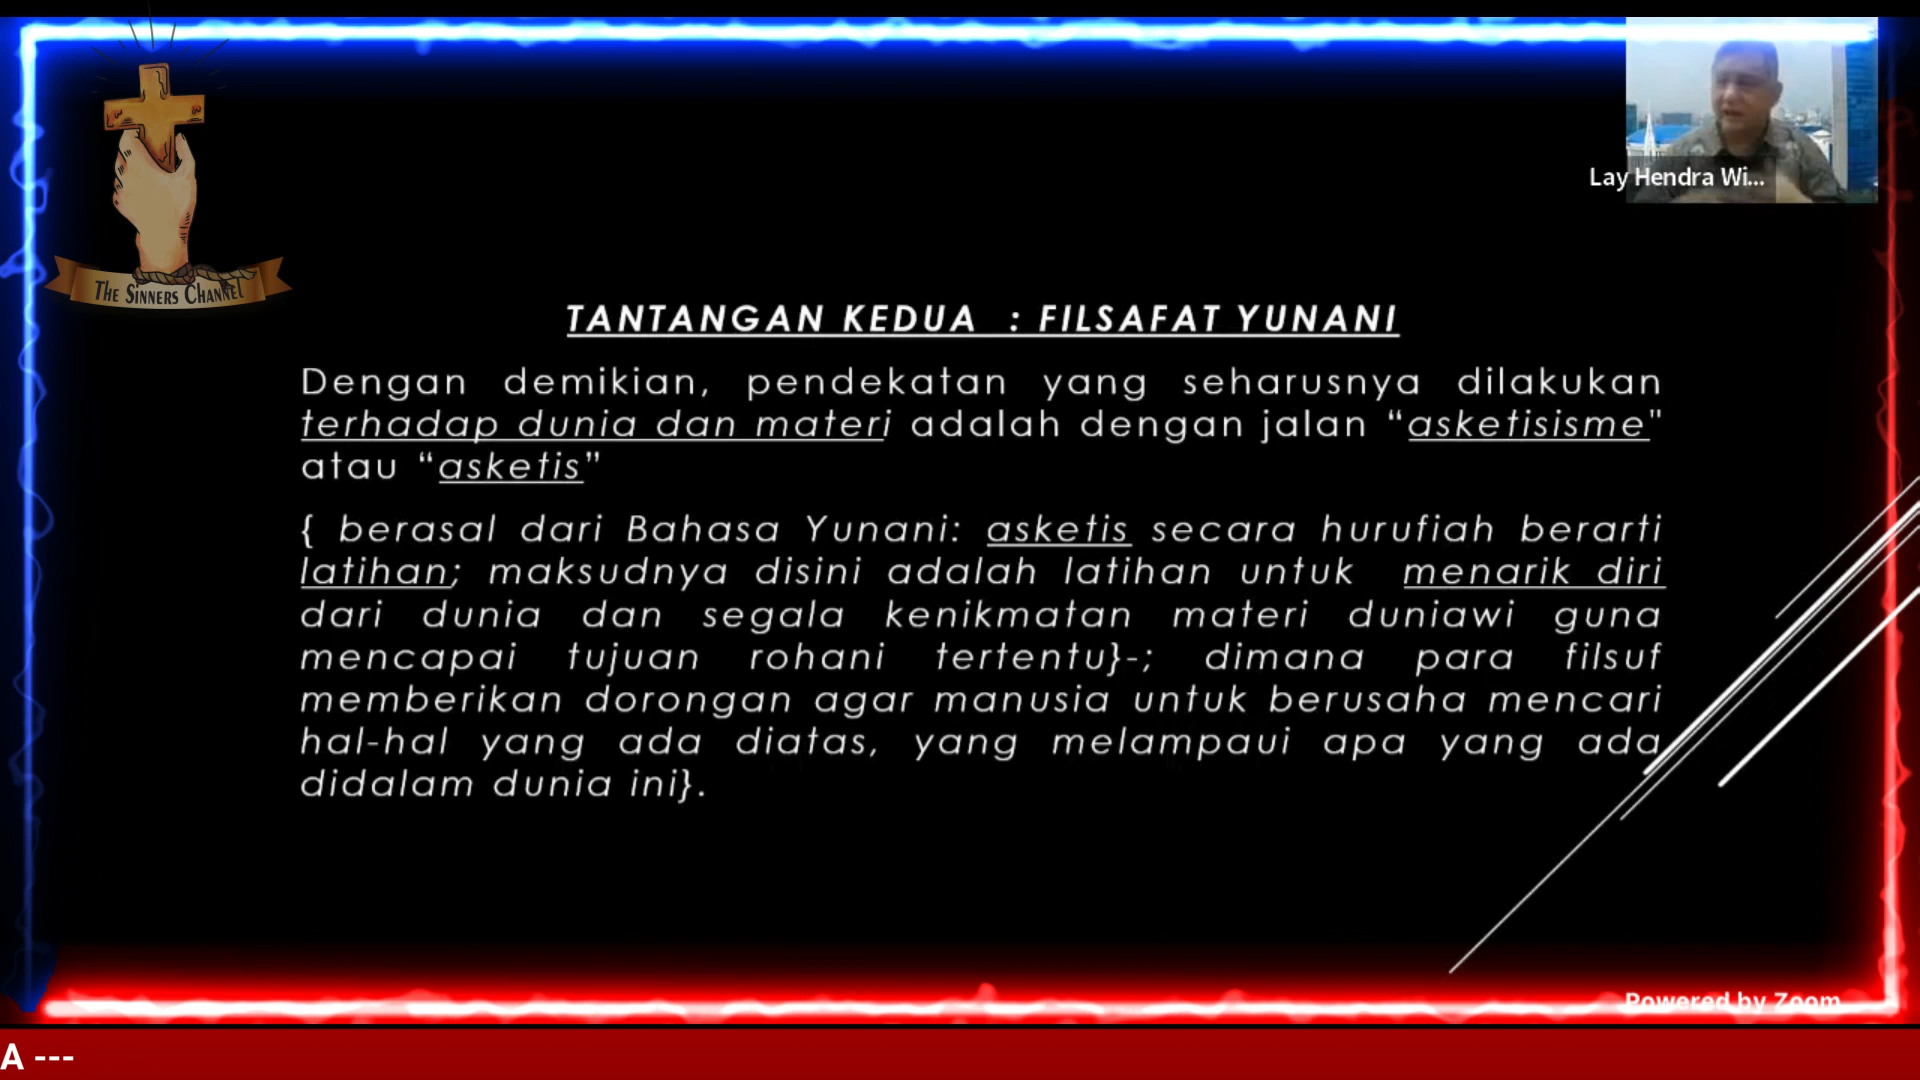 Lay Hendra Wi...
THE SINNERS CHANNEL
TANTANGAN KEDUA : FILSAFAT YUNANI
Dengan demikian, pendekatan yang seharusnya dilakukan
terhadap dunia dan materi adalah dengan jalan “asketisisme"
atau “asketis”
{ berasal dari Bahasa Yunani: asketis secara hurufiah berarti
latihan; maksudnya disini adalah latihan untuk menarik diri
dari dunia dan segala kenikmatan materi duniawi guna
mencapai tujuan rohani tertentu}-; dimana para filsuf
memberikan dorongan agar manusia untuk berusaha mencari
hal-hal yang ada diatas, yang melampaui apa yang ada
didalam dunia ini}.
Powered by Zoom
A ---